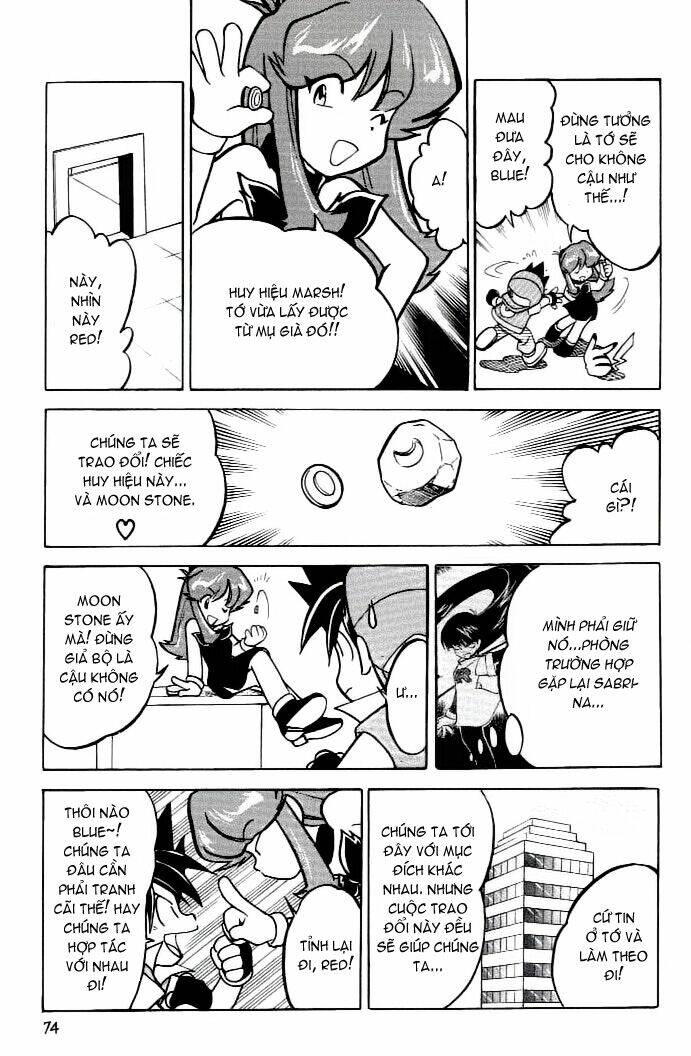 NÀY,
NHÌN
NÀY
RED!
HUY HIỆU MARSH!
TỚ VỪA LẤY ĐƯỢC
TỪ MỤ GIÀ ĐÓ!!
A!
MAU
ĐƯA
ĐÂY,
BLUE!
ĐỪNG TƯỞNG
LÀ TỚ SẼ
CHO KHÔNG
CẬU NHƯ
THẾ...!
CHÚNG TA SẼ
TRAO ĐỔI! CHIẾC
HUY HIỆU NÀY...
VÀ MOON STONE.
♡
CÁI
GÌ?!
MOON
STONE ẤY
MÀ! ĐỪNG
GIẢ BỘ LÀ
CẬU KHÔNG
CÓ NÓ!
Ư...
MÌNH PHẢI GIỮ
NÓ...PHÒNG
TRƯỜNG HỢP
GẶP LẠI SABRI-
NA...
THÔI NÀO
BLUE~!
CHÚNG TA
ĐÂU CẦN
PHẢI TRANH
CÃI THẾ! HAY
CHÚNG TA
HỢP TÁC
VỚI NHAU
ĐI!
TỈNH LẠI
ĐI, RED!
CHÚNG TA TỚI
ĐÂY VỚI MỤC
ĐÍCH KHÁC
NHAU. NHƯNG
CUỘC TRAO
ĐỔI NÀY ĐỀU
SẼ GIÚP CHÚNG
TA...
CỨ TIN
Ở TỚ VÀ
LÀM THEO
ĐI!
74